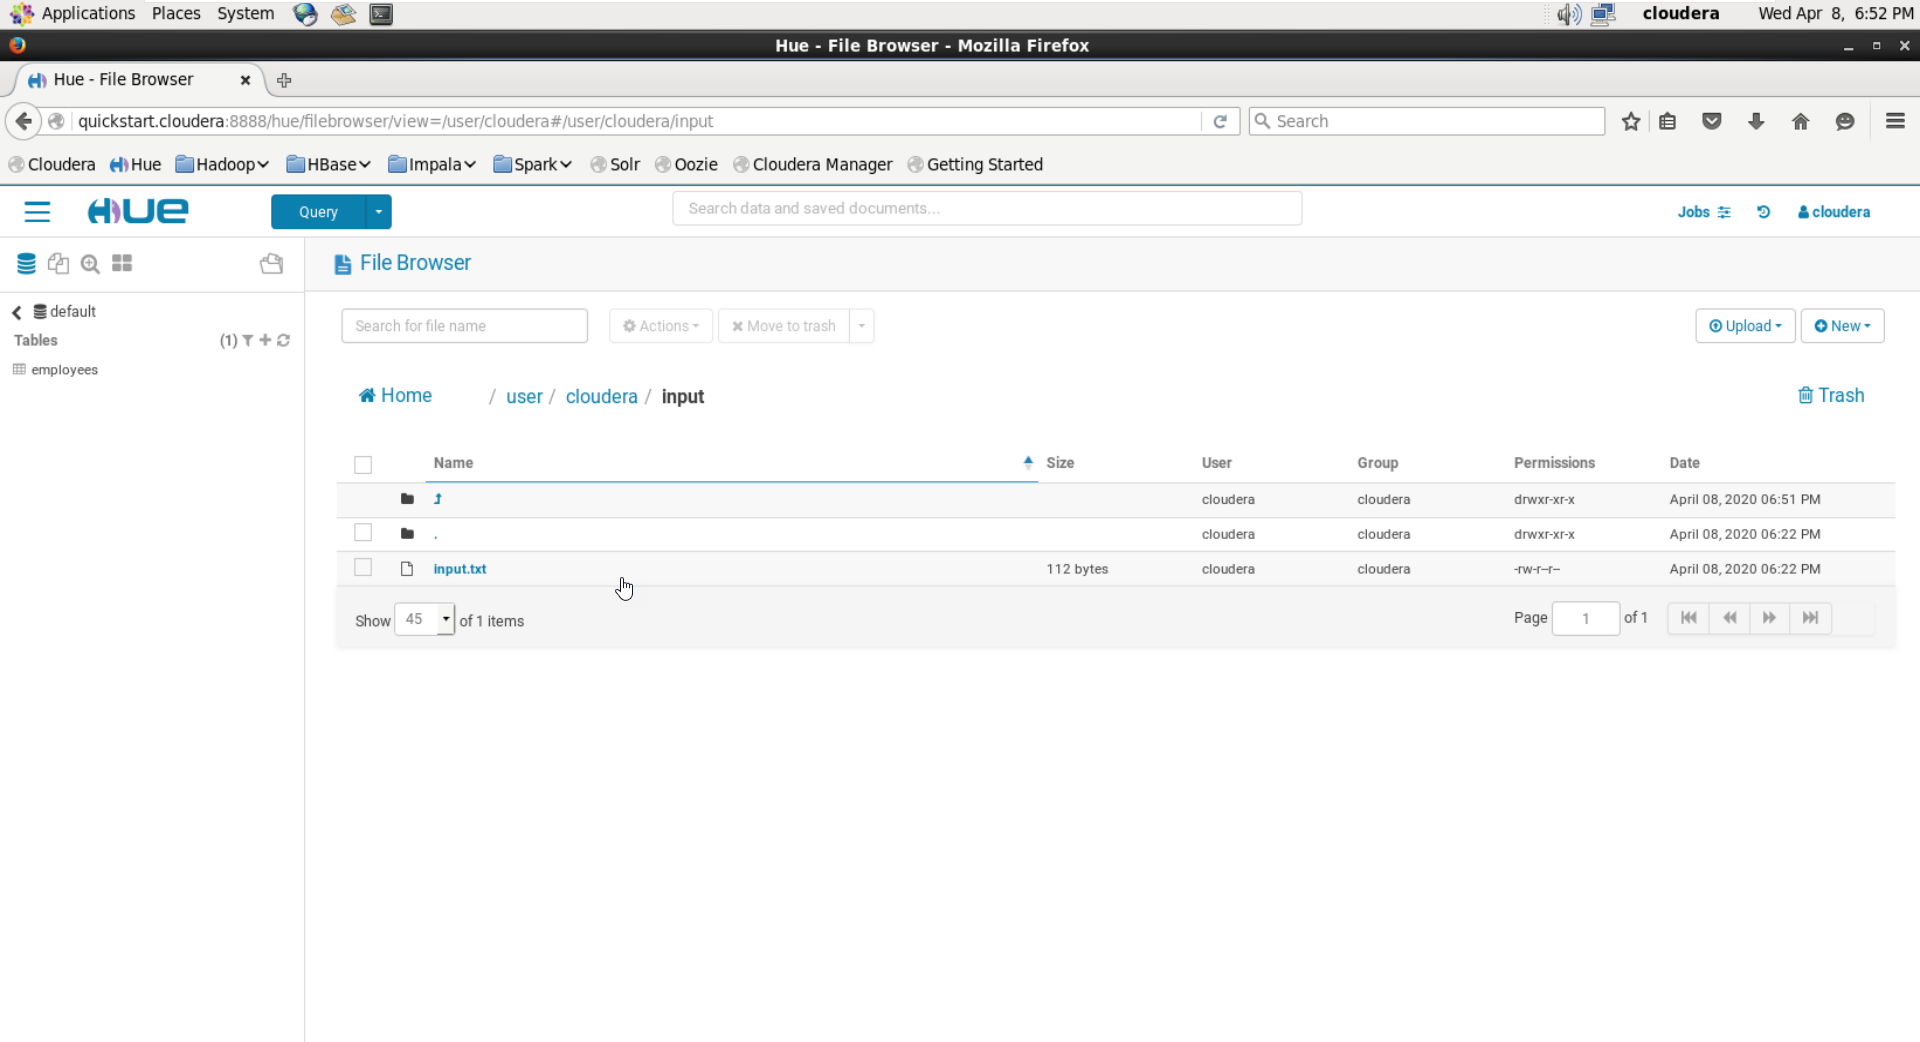 Applications Places System cloudera Wed Apr 8, 6:52 PM
Hue - File Browser - Mozilla Firefox
Hue - File Browser
quickstart.cloudera:8888/hue/filebrowser/view=/user/cloudera#/user/cloudera/input Search
Cloudera Hue Hadoop HBase Impala Spark Solr Oozie Cloudera Manager Getting Started
HUE Query Search data and saved documents... Jobs cloudera
File Browser
default
Tables (1)
employees
Search for file name Actions Move to trash Upload New
Home / user / cloudera / input Trash
Name Size User Group Permissions Date
cloudera cloudera drwxr-xr-x April 08, 2020 06:51 PM
. cloudera cloudera drwxr-xr-x April 08, 2020 06:22 PM
input.txt 112 bytes cloudera cloudera -rw-r--r-- April 08, 2020 06:22 PM
Show 45 of 1 items Page 1 of 1